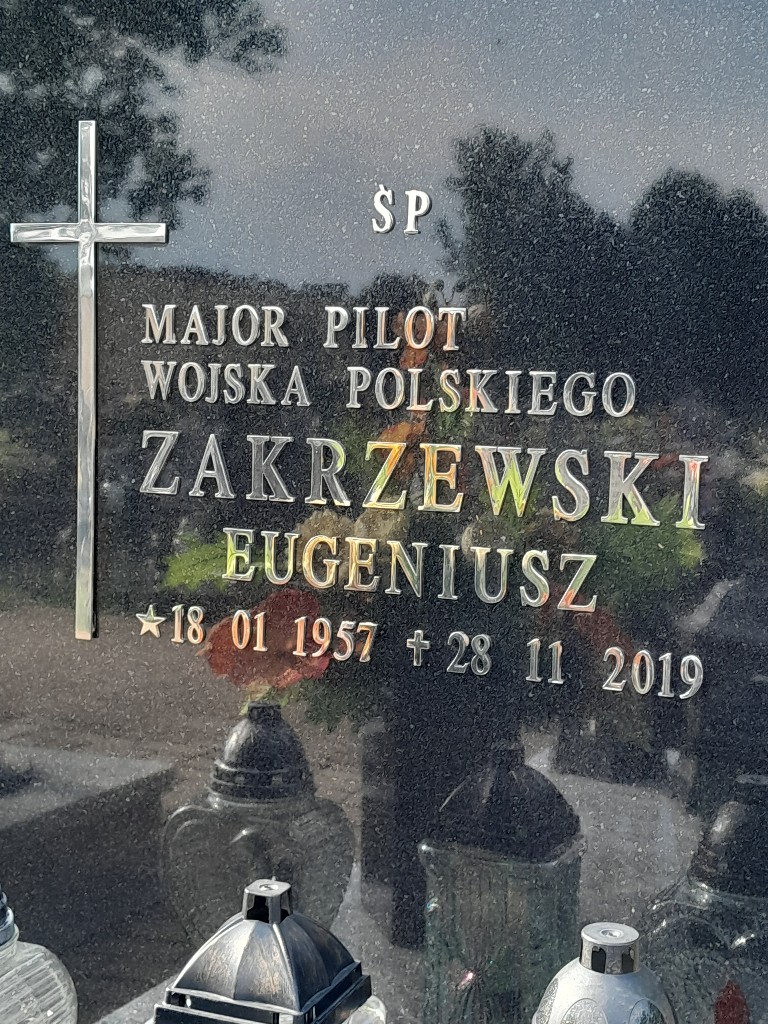 ŚP
MAJOR PILOT
WOJSKA POLSKIEGO
ZAKRZEWSKI
EUGENIUSZ
★18 01 1957 ✝28 11 2019